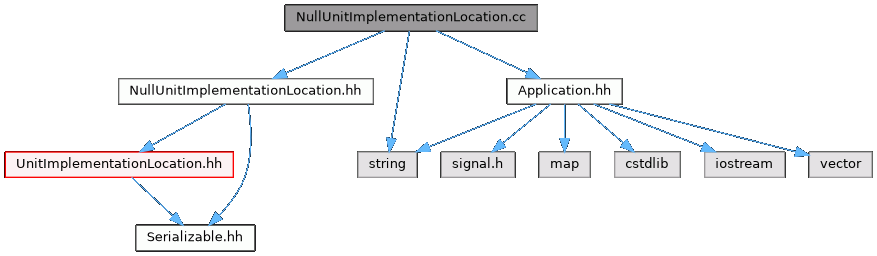 NullUnitImplementationLocation.cc
NullUnitImplementationLocation.hh
Application.hh
UnitImplementationLocation.hh
string
signal.h
map
cstdlib
iostream
vector
Serializable.hh